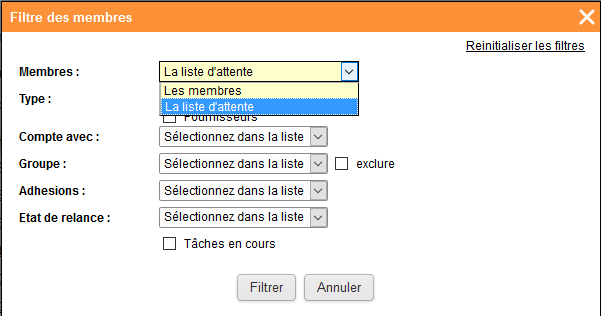 Filtre des membres
Reinitialiser les filtres
Membres : La liste d'attente
Les membres
Type : La liste d'attente
Fournisseurs
Compte avec : Sélectionnez dans la liste
Groupe : Sélectionnez dans la liste exclure
Adhesions : Sélectionnez dans la liste
Etat de relance : Sélectionnez dans la liste
Tâches en cours
Filtrer Annuler